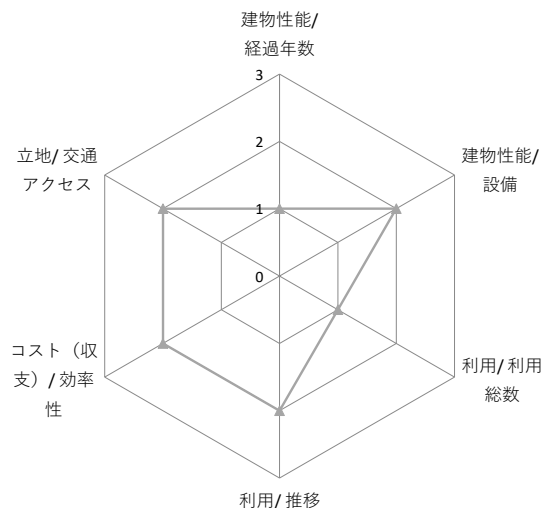 建物性能/
経過年数
3
2
1
0
建物性能/
設備
利用/ 利用
総数
利用/ 推移
コスト（収
支）/ 効率
性
立地/ 交通
アクセス